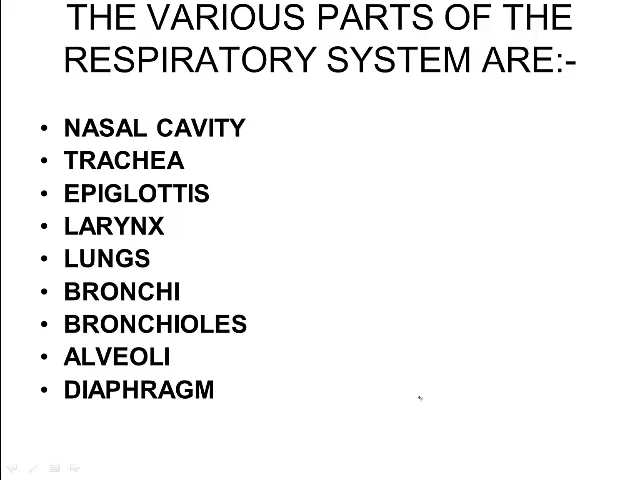 THE VARIOUS PARTS OF THE
RESPIRATORY SYSTEM ARE:-
• NASAL CAVITY
• TRACHEA
• EPIGLOTTIS
• LARYNX
• LUNGS
• BRONCHI
• BRONCHIOLES
• ALVEOLI
• DIAPHRAGM